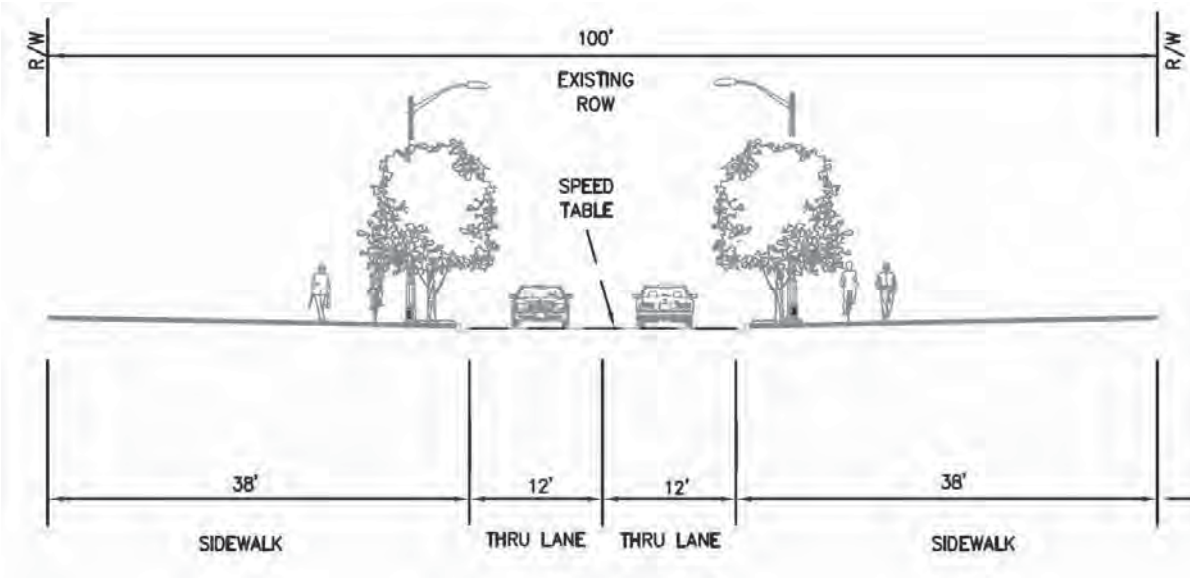 R/W
100'
R/W
EXISTING
ROW
SPEED
TABLE
38'
12'
12'
38'
SIDEWALK
THRU LANE
THRU LANE
SIDEWALK